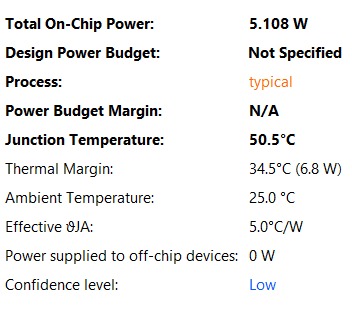 Total On-Chip Power: 5.108 W
Design Power Budget: Not Specified
Process: typical
Power Budget Margin: N/A
Junction Temperature: 50.5°C
Thermal Margin: 34.5°C (6.8 W)
Ambient Temperature: 25.0 °C
Effective ϑJA: 5.0°C/W
Power supplied to off-chip devices: 0 W
Confidence level: Low